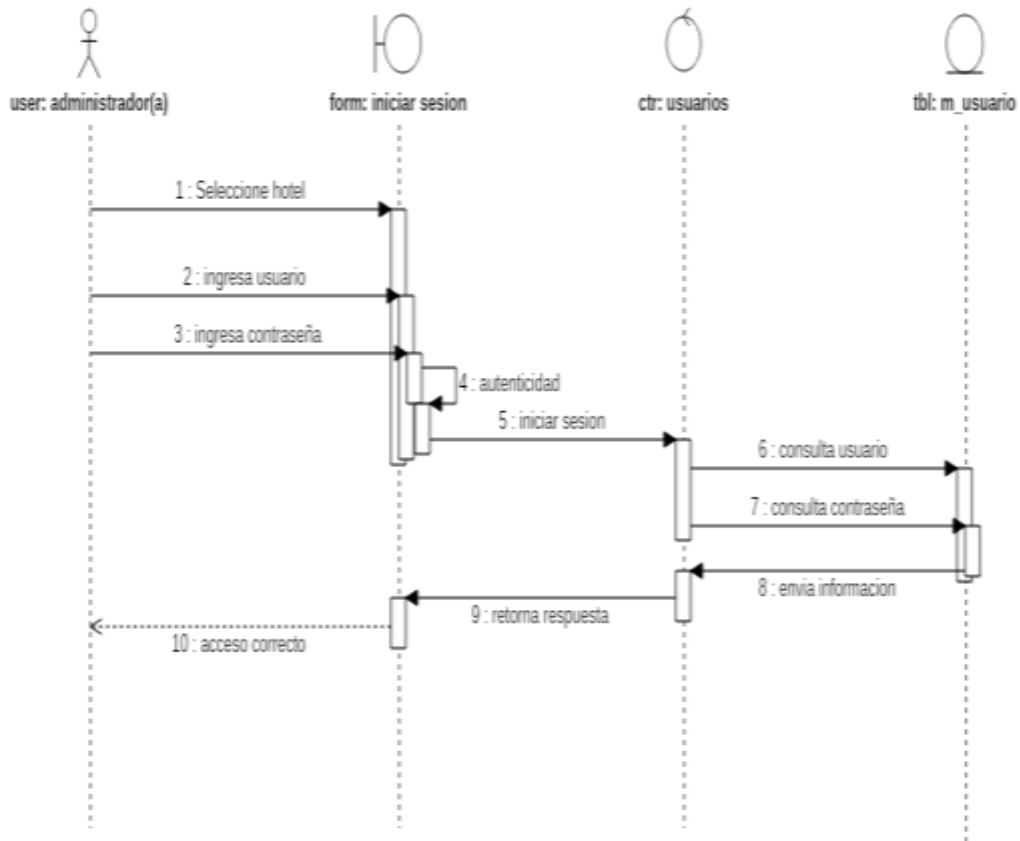 user: administrador(a)
form: iniciar sesion
ctr: usuarios
tbl: m_usuario
1 : Seleccione hotel
2 : ingresa usuario
3 : ingresa contraseña
4 : autenticidad
5 : iniciar sesion
6 : consulta usuario
7 : consulta contraseña
8 : envia informacion
9 : retorna respuesta
10 : acceso correcto